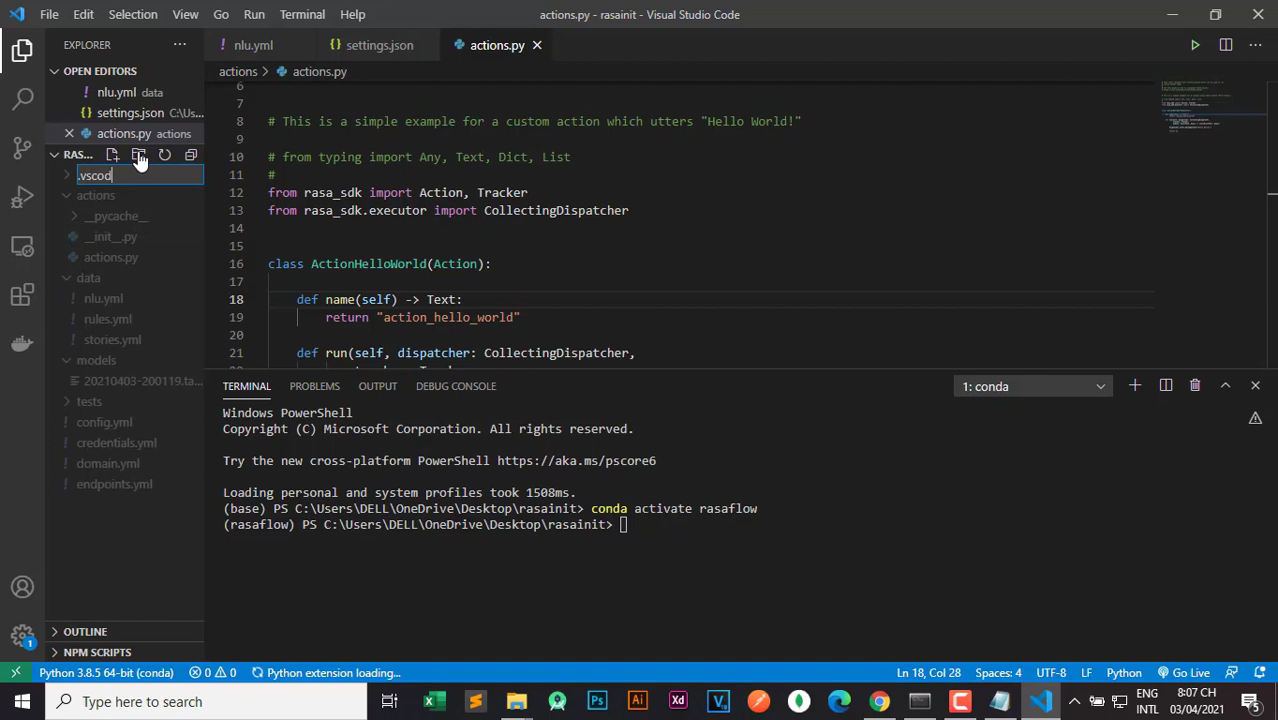 File Edit Selection View Go Run Terminal Help
actions.py - rasainit - Visual Studio Code
EXPLORER
nlu.yml settings.json actions.py
OPEN EDITORS
nlu.yml data
settings.json C:\Us...
actions.py actions
RAS...
.vscod
actions
__pycache__
__init__.py
actions.py
data
nlu.yml
rules.yml
stories.yml
models
20210403-200119.ta...
tests
config.yml
credentials.yml
domain.yml
endpoints.yml
OUTLINE
NPM SCRIPTS
actions > actions.py
6
7
8 # This is a simple example for a custom action which utters "Hello World!"
9
10 # from typing import Any, Text, Dict, List
11 #
12 from rasa_sdk import Action, Tracker
13 from rasa_sdk.executor import CollectingDispatcher
14
15
16 class ActionHelloWorld(Action):
17
18 def name(self) -> Text:
19 return "action_hello_world"
20
21 def run(self, dispatcher: CollectingDispatcher,
TERMINAL PROBLEMS OUTPUT DEBUG CONSOLE
1: conda
Windows PowerShell
Copyright (C) Microsoft Corporation. All rights reserved.
Try the new cross-platform PowerShell https://aka.ms/pscore6
Loading personal and system profiles took 1508ms.
(base) PS C:\Users\DELL\OneDrive\Desktop\rasainit> conda activate rasaflow
(rasaflow) PS C:\Users\DELL\OneDrive\Desktop\rasainit>
1
Python 3.8.5 64-bit (conda) 0 0 Python extension loading...
Ln 18, Col 28 Spaces: 4 UTF-8 LF Python Go Live
Type here to search
Ps Ai Xd
ENG 8:07 CH
INTL 03/04/2021
5